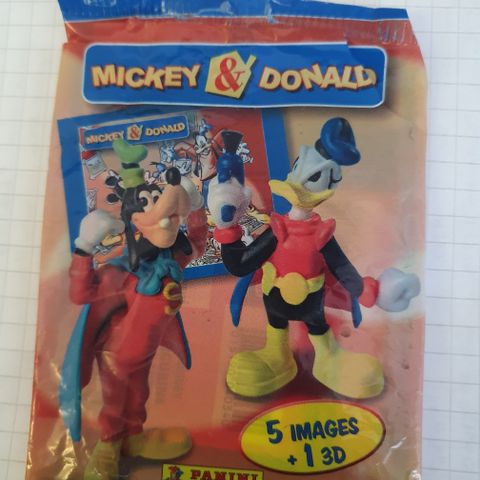 MICKEY & DONALD
MICKEY & DONALD
5 IMAGES
+ 1 3D
PANINI